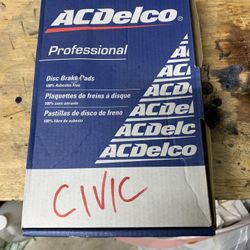 ACDelco
Professional
Disc Brake Pads
100% Asbestos Free
Plaquettes de freins à disque
100% sans amiante
Pastillas de disco de freno
100% libre de asbesto
ACDelco
ACDelco
ACDelco
ACDelco
ACDelco
CIVIC